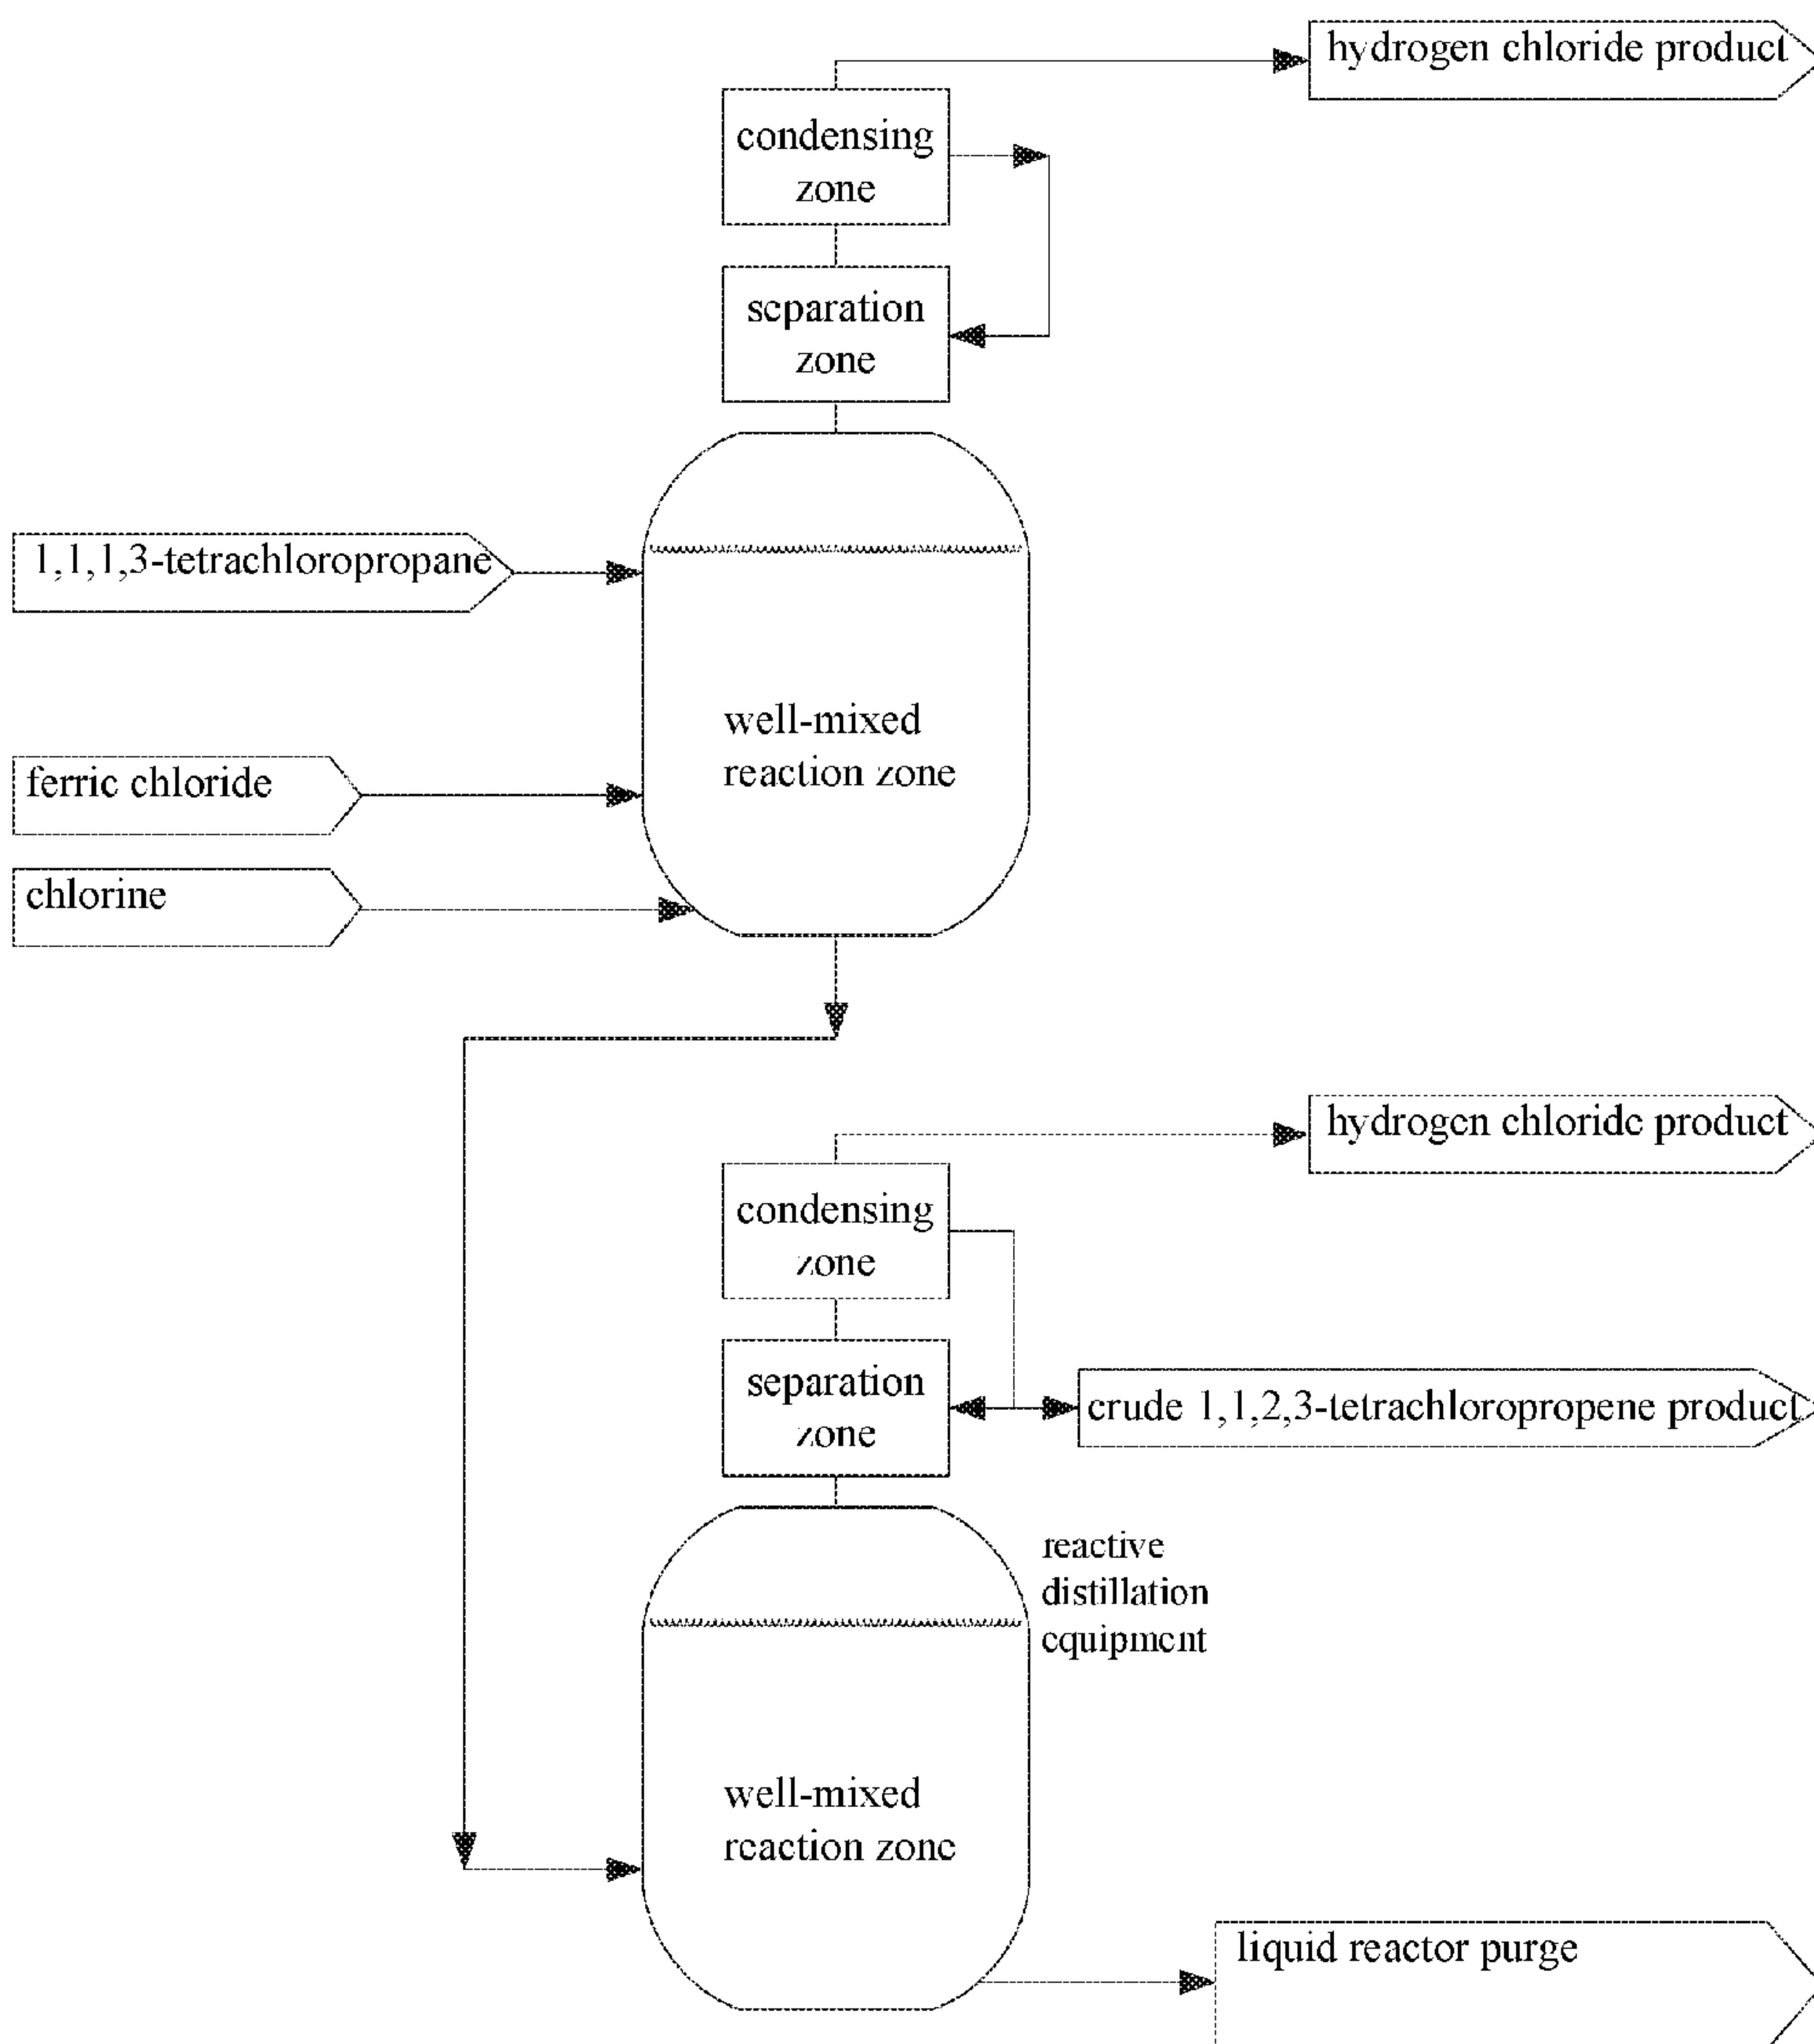 hydrogen chloride product
condensing
zone
separation
zone
1,1,1,3-tetrachloropropane
well-mixed
reaction zone
ferric chloride
chlorine
hydrogen chloride product
condensing
zone
separation
zone
crude 1,1,2,3-tetrachloropropene product
reactive
distillation
equipment
well-mixed
reaction zone
liquid reactor purge